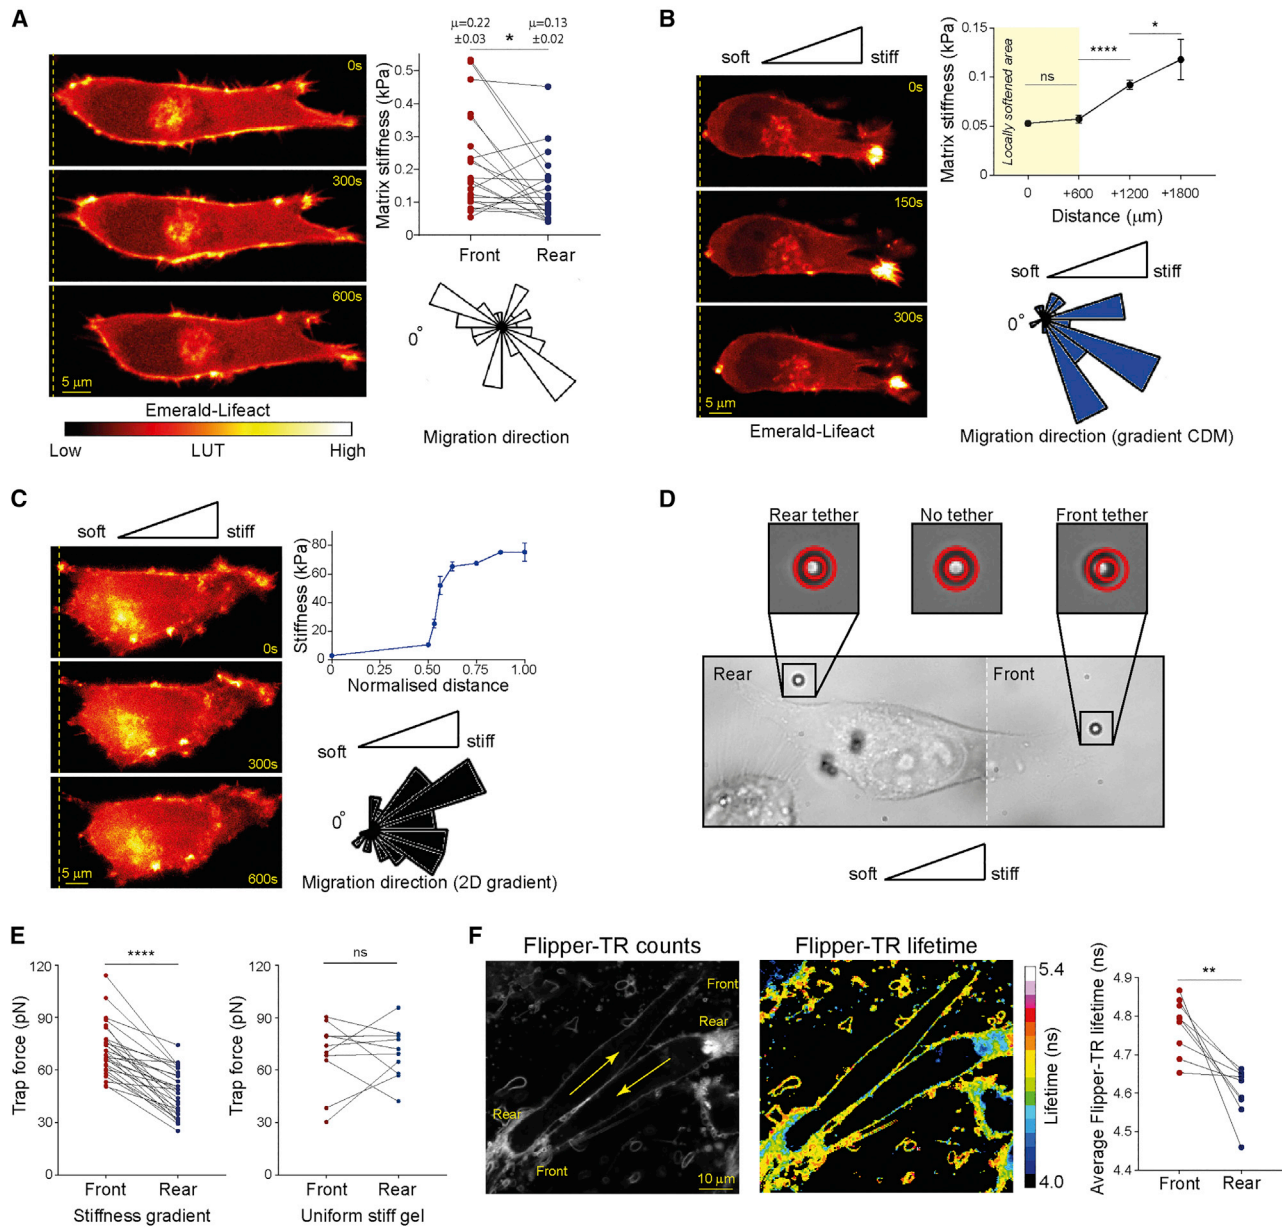 A
0s
300s
600s
5 μm
Emerald-Lifeact
Low
LUT
High
μ=0.22
±0.03
*
μ=0.13
±0.02
Matrix stiffness (kPa)
0.5
0.4
0.3
0.2
0.1
0
Front
Rear
0°
Migration direction
B
soft
stiff
0s
150s
300s
5 μm
Emerald-Lifeact
Matrix stiffness (kPa)
0.15
0.1
0.05
0
Locally softened area
ns
****
*
0
+600
+1200
+1800
Distance (μm)
soft
stiff
0°
Migration direction (gradient CDM)
C
soft
stiff
0s
300s
600s
5 μm
Stiffness (kPa)
80
60
40
20
0
0
0.25
0.50
0.75
1.00
Normalised distance
soft
stiff
0°
Migration direction (2D gradient)
D
Rear tether
No tether
Front tether
Rear
Front
soft
stiff
E
****
Trap force (pN)
120
90
60
30
0
Front
Rear
Stiffness gradient
ns
Trap force (pN)
120
90
60
30
0
Front
Rear
Uniform stiff gel
F
Flipper-TR counts
Front
Rear
Rear
Front
10 μm
Flipper-TR lifetime
5.4
Lifetime (ns)
4.0
Average Flipper-TR lifetime (ns)
**
4.9
4.8
4.7
4.6
4.5
4.4
Front
Rear